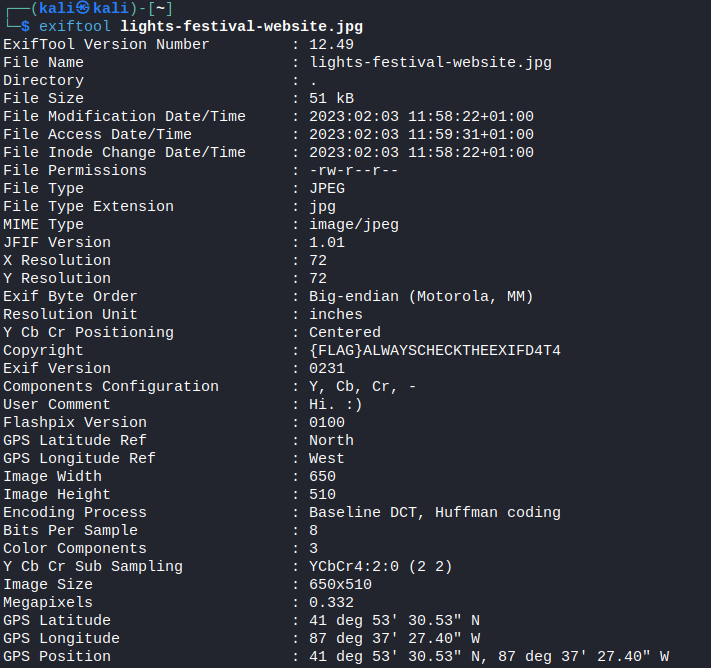 ┌──(kali㉿kali)-[~]
└─$ exiftool lights-festival-website.jpg
ExifTool Version Number : 12.49
File Name : lights-festival-website.jpg
Directory : .
File Size : 51 kB
File Modification Date/Time : 2023:02:03 11:58:22+01:00
File Access Date/Time : 2023:02:03 11:59:31+01:00
File Inode Change Date/Time : 2023:02:03 11:58:22+01:00
File Permissions : -rw-r--r--
File Type : JPEG
File Type Extension : jpg
MIME Type : image/jpeg
JFIF Version : 1.01
X Resolution : 72
Y Resolution : 72
Exif Byte Order : Big-endian (Motorola, MM)
Resolution Unit : inches
Y Cb Cr Positioning : Centered
Copyright : {FLAG}ALWAYSCHECKTHEEXIFD4T4
Exif Version : 0231
Components Configuration : Y, Cb, Cr, -
User Comment : Hi. :)
Flashpix Version : 0100
GPS Latitude Ref : North
GPS Longitude Ref : West
Image Width : 650
Image Height : 510
Encoding Process : Baseline DCT, Huffman coding
Bits Per Sample : 8
Color Components : 3
Y Cb Cr Sub Sampling : YCbCr4:2:0 (2 2)
Image Size : 650x510
Megapixels : 0.332
GPS Latitude : 41 deg 53' 30.53" N
GPS Longitude : 87 deg 37' 27.40" W
GPS Position : 41 deg 53' 30.53" N, 87 deg 37' 27.40" W